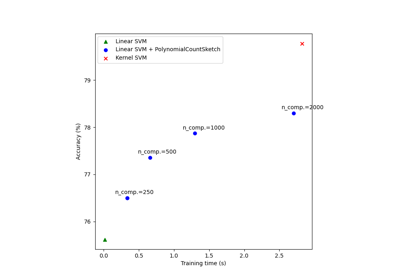 Linear SVM
Linear SVM + PolynomialCountSketch
Kernel SVM
79
n_comp.=2000
n_comp.=1000
78
n_comp.=500
77
n_comp.=250
76
Accuracy (%)
0.0 0.5 1.0 1.5 2.0 2.5
Training time (s)